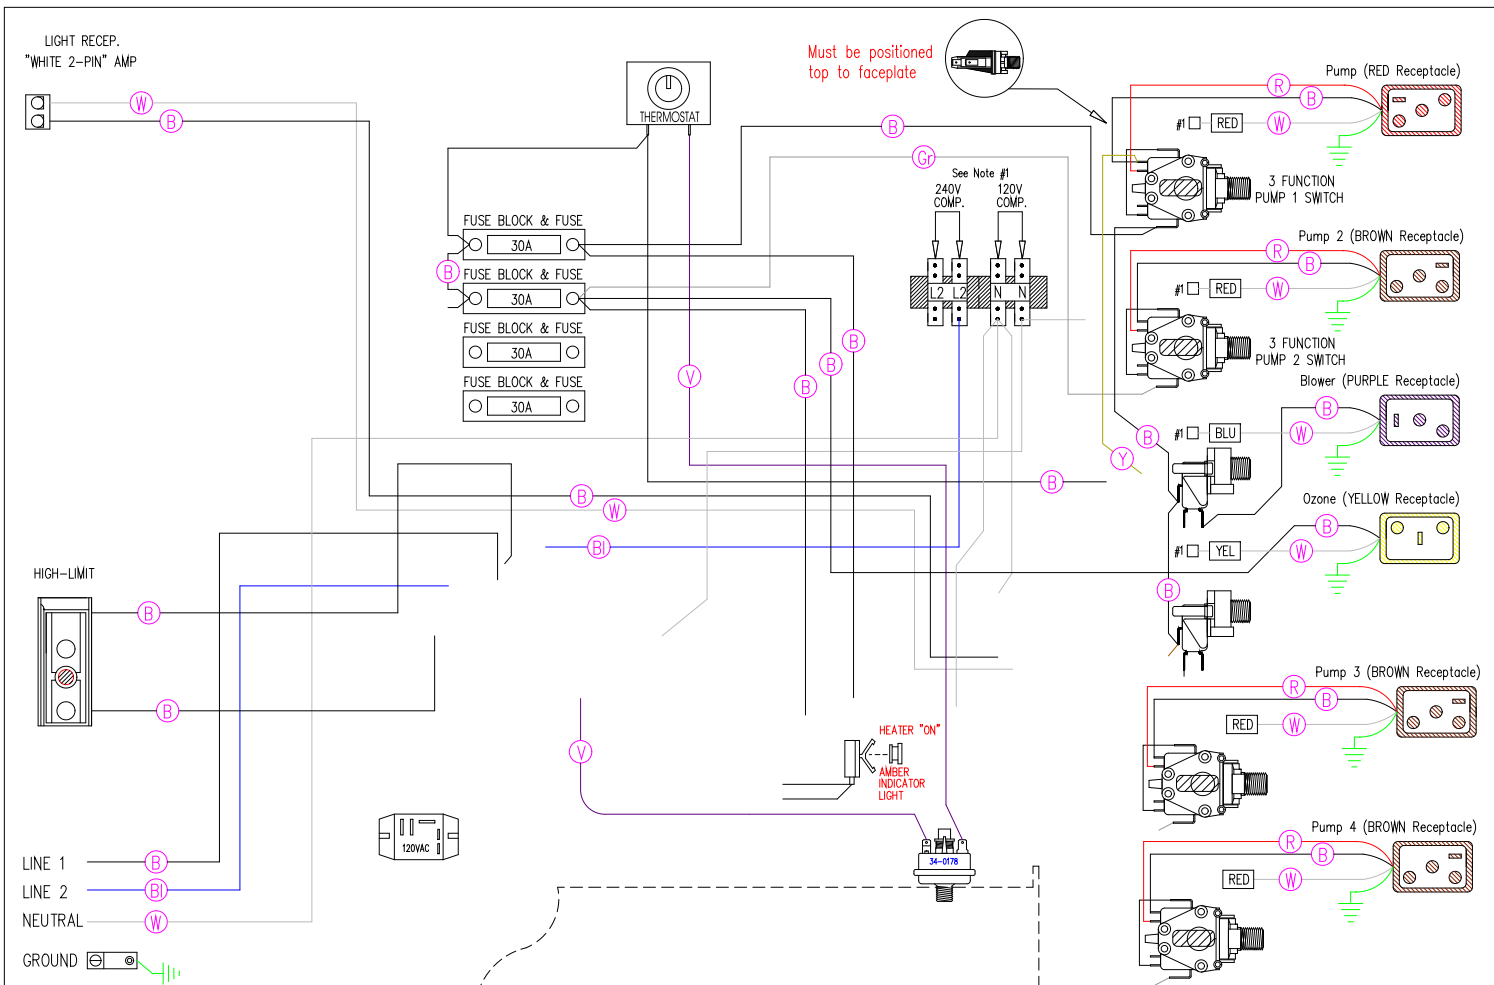 LIGHT RECEP.
"WHITE 2-PIN" AMP
W
B
THERMOSTAT
Must be positioned
top to faceplate
B
Gr
See Note #1
240V
COMP.
120V
COMP.
L2
L2
N
N
FUSE BLOCK & FUSE
30A
B
FUSE BLOCK & FUSE
30A
FUSE BLOCK & FUSE
30A
FUSE BLOCK & FUSE
30A
V
B
B
B
B
W
Bl
B
B
Y
Pump (RED Receptacle)
R
B
#1
RED
W
3 FUNCTION
PUMP 1 SWITCH
Pump 2 (BROWN Receptacle)
R
B
#1
RED
W
3 FUNCTION
PUMP 2 SWITCH
Blower (PURPLE Receptacle)
B
#1
BLU
W
Ozone (YELLOW Receptacle)
B
#1
YEL
W
B
Pump 3 (BROWN Receptacle)
R
B
RED
W
Pump 4 (BROWN Receptacle)
R
B
RED
W
HIGH-LIMIT
B
B
V
HEATER "ON"
AMBER
INDICATOR
LIGHT
34-0178
120VAC
LINE 1
B
LINE 2
Bl
NEUTRAL
W
GROUND